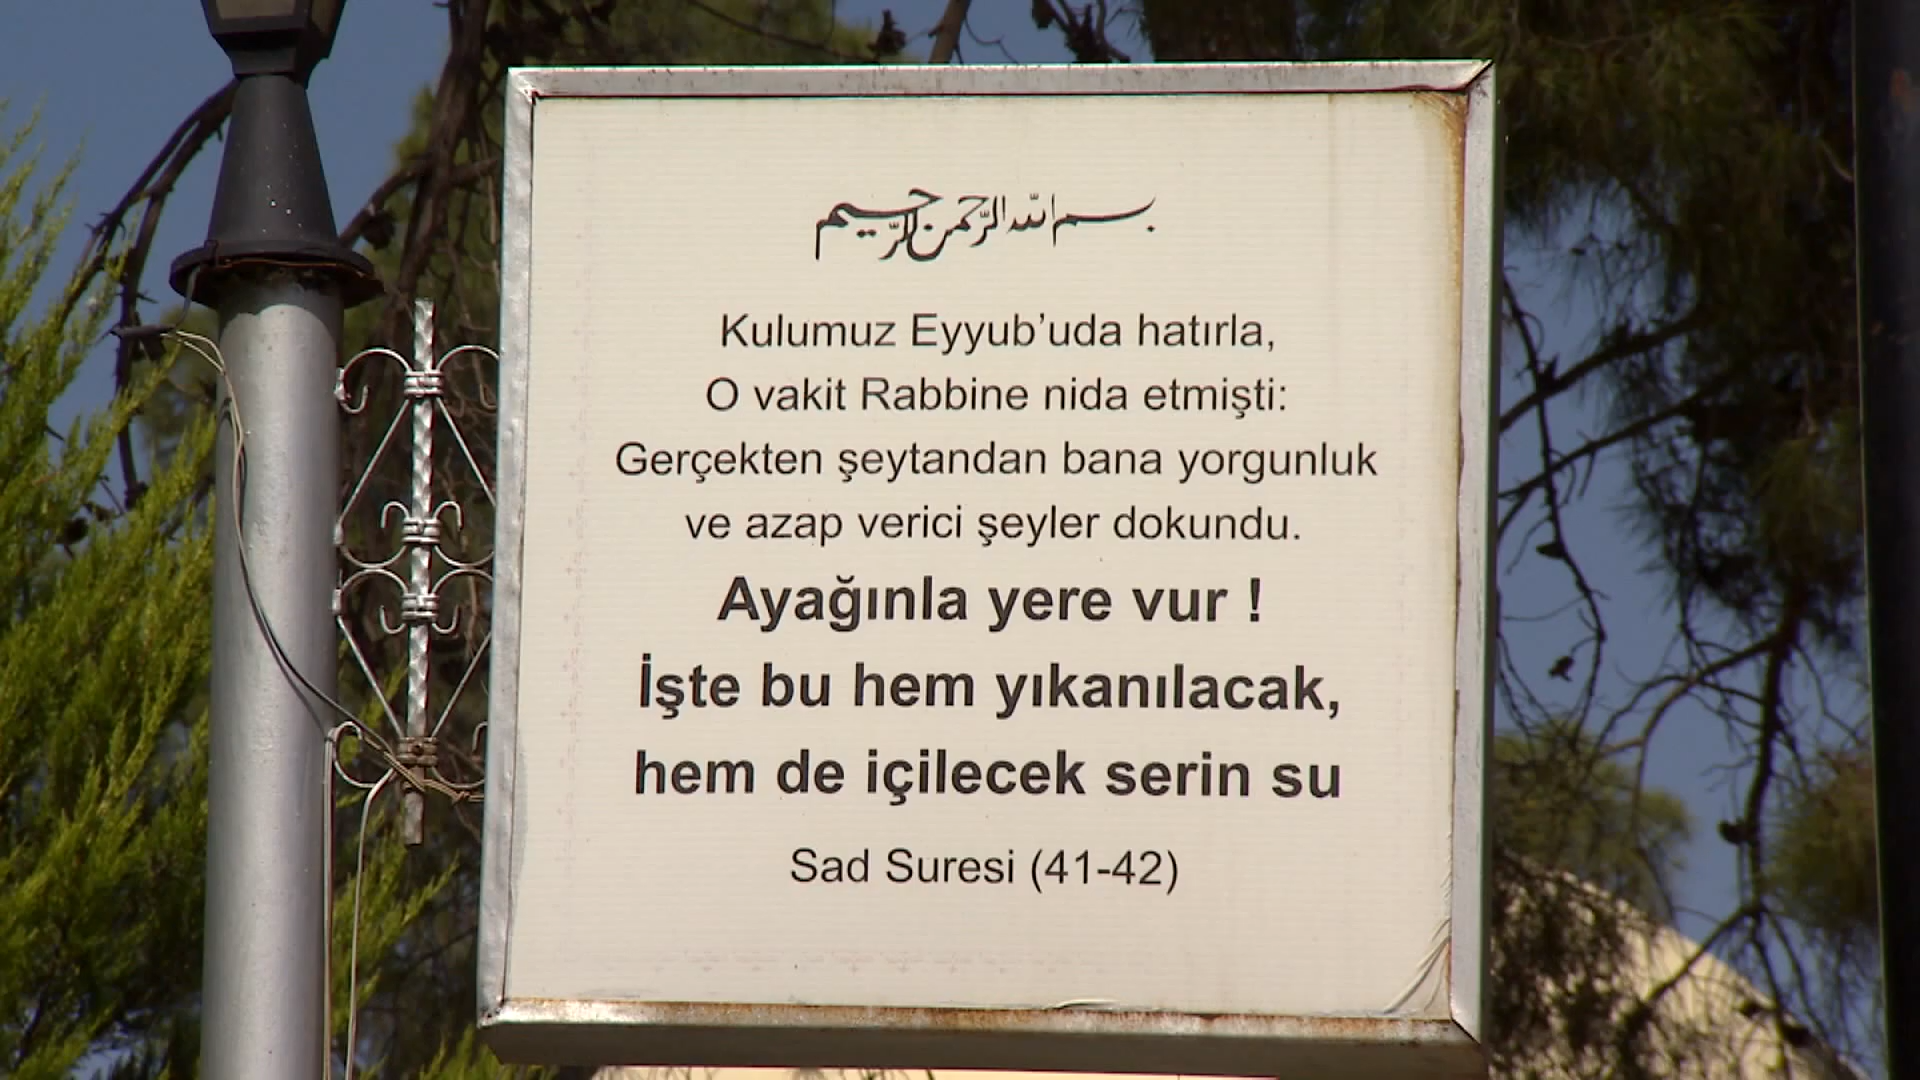 بسم الله الرحمن الرحيم
Kulumuz Eyyub’uda hatırla,
O vakit Rabbine nida etmişti:
Gerçekten şeytandan bana yorgunluk
ve azap verici şeyler dokundu.
Ayağınla yere vur !
İşte bu hem yıkanılacak,
hem de içilecek serin su
Sad Suresi (41-42)